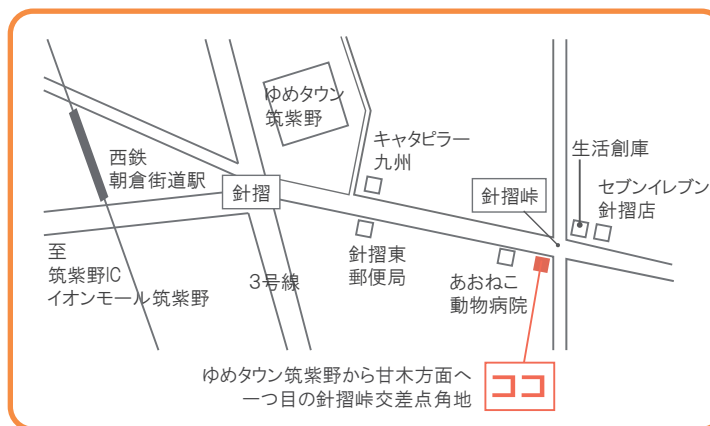 ゆめタウン
筑紫野
キャタピラー
九州
生活創庫
西鉄
朝倉街道駅
セブンイレブン
針摺店
針摺
針摺峠
至
筑紫野IC
イオンモール筑紫野
3号線
針摺東
郵便局
あおねこ
動物病院
ゆめタウン筑紫野から甘木方面へ
一つ目の針摺峠交差点角地
ココ